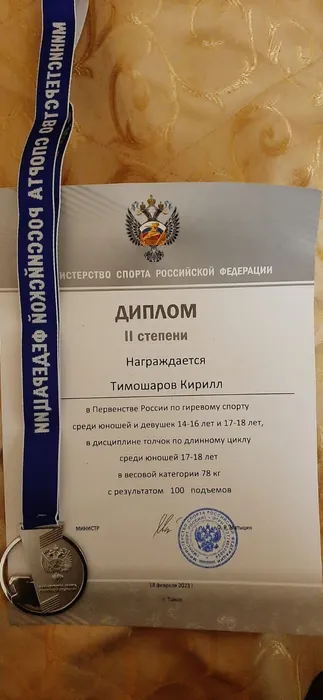 МИНИСТЕРСТВО СПОРТА РОССИЙСКОЙ ФЕДЕРАЦИИ
ИСТЕРСТВО СПОРТА РОССИЙСКОЙ ФЕДЕРАЦИИ
ДИПЛОМ
II степени
Награждается
Тимошаров Кирилл
в Первенстве России по гиревому спорту
среди юношей и девушек 14-16 лет и 17-18 лет,
в дисциплине толчок по длинному циклу
среди юношей 17-18 лет
в весовой категории 78 кг
с результатом 100 подъемов
МИНИСТР